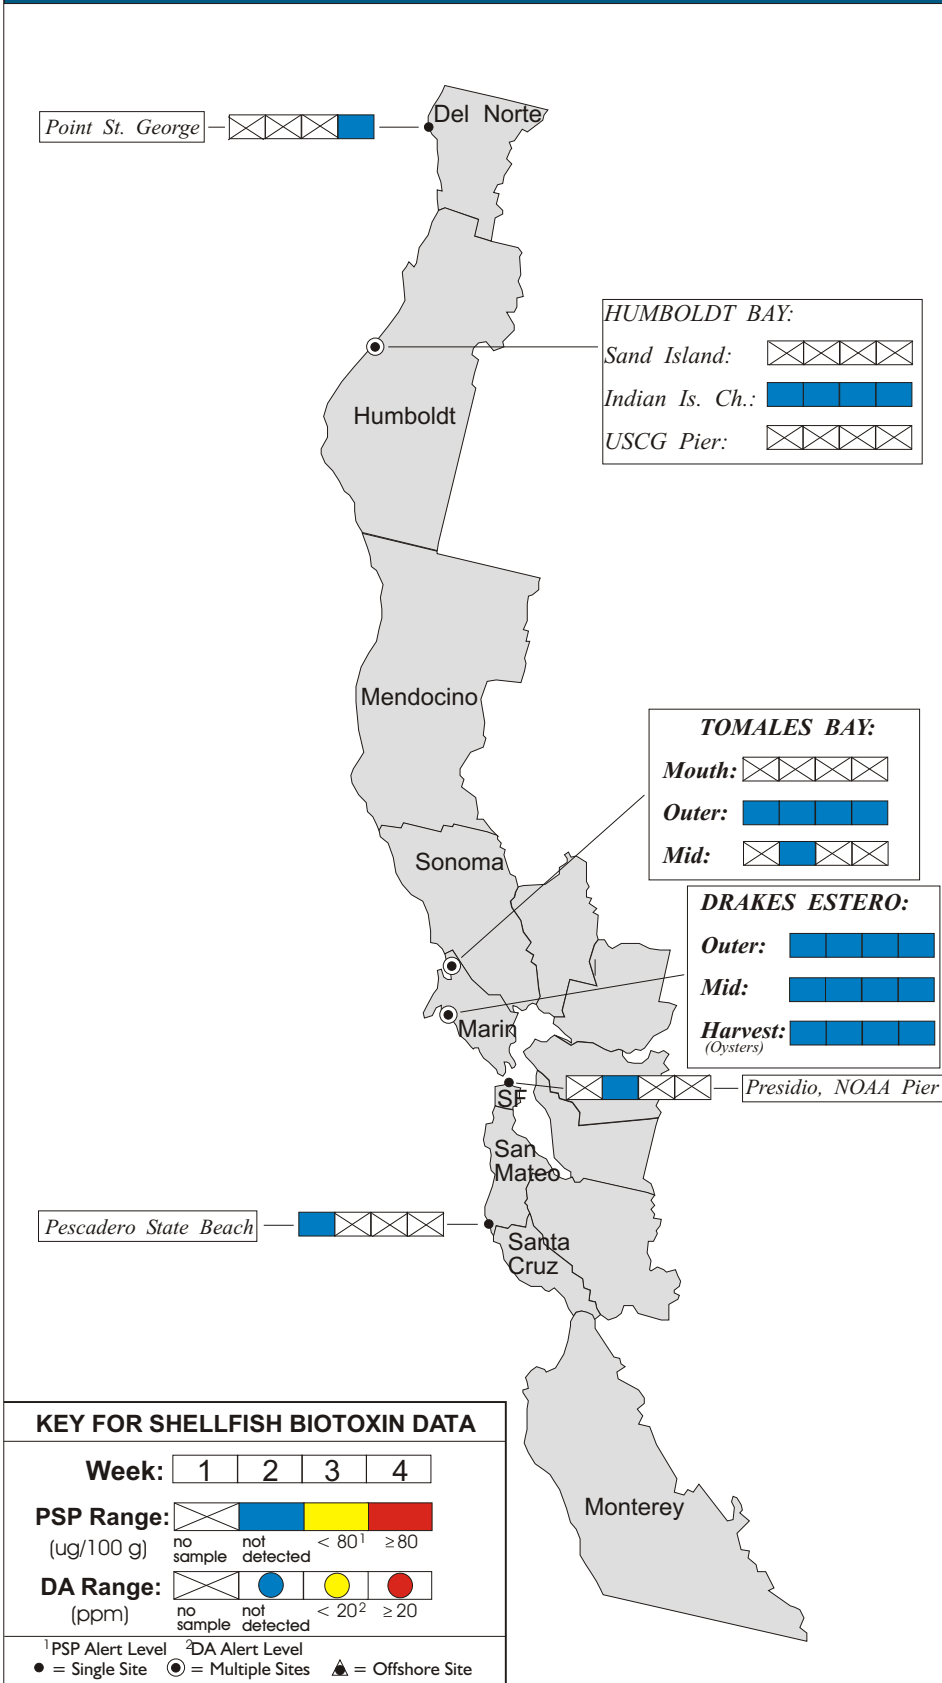 Del Norte
Point St. George
HUMBOLDT BAY:
Sand Island:
Indian Is. Ch.:
USCG Pier:
Humboldt
Mendocino
TOMALES BAY:
Mouth:
Outer:
Mid:
Sonoma
DRAKES ESTERO:
Outer:
Mid:
Harvest:
(Oysters)
Marin
Presidio, NOAA Pier
SF
San
Mateo
Pescadero State Beach
Santa
Cruz
Monterey
KEY FOR SHELLFISH BIOTOXIN DATA
Week: 1 2 3 4
PSP Range:
(ug/100 g)
no sample
not detected
< 80¹
≥80
DA Range:
(ppm)
no sample
not detected
< 20²
≥ 20
¹PSP Alert Level ²DA Alert Level
= Single Site = Multiple Sites = Offshore Site